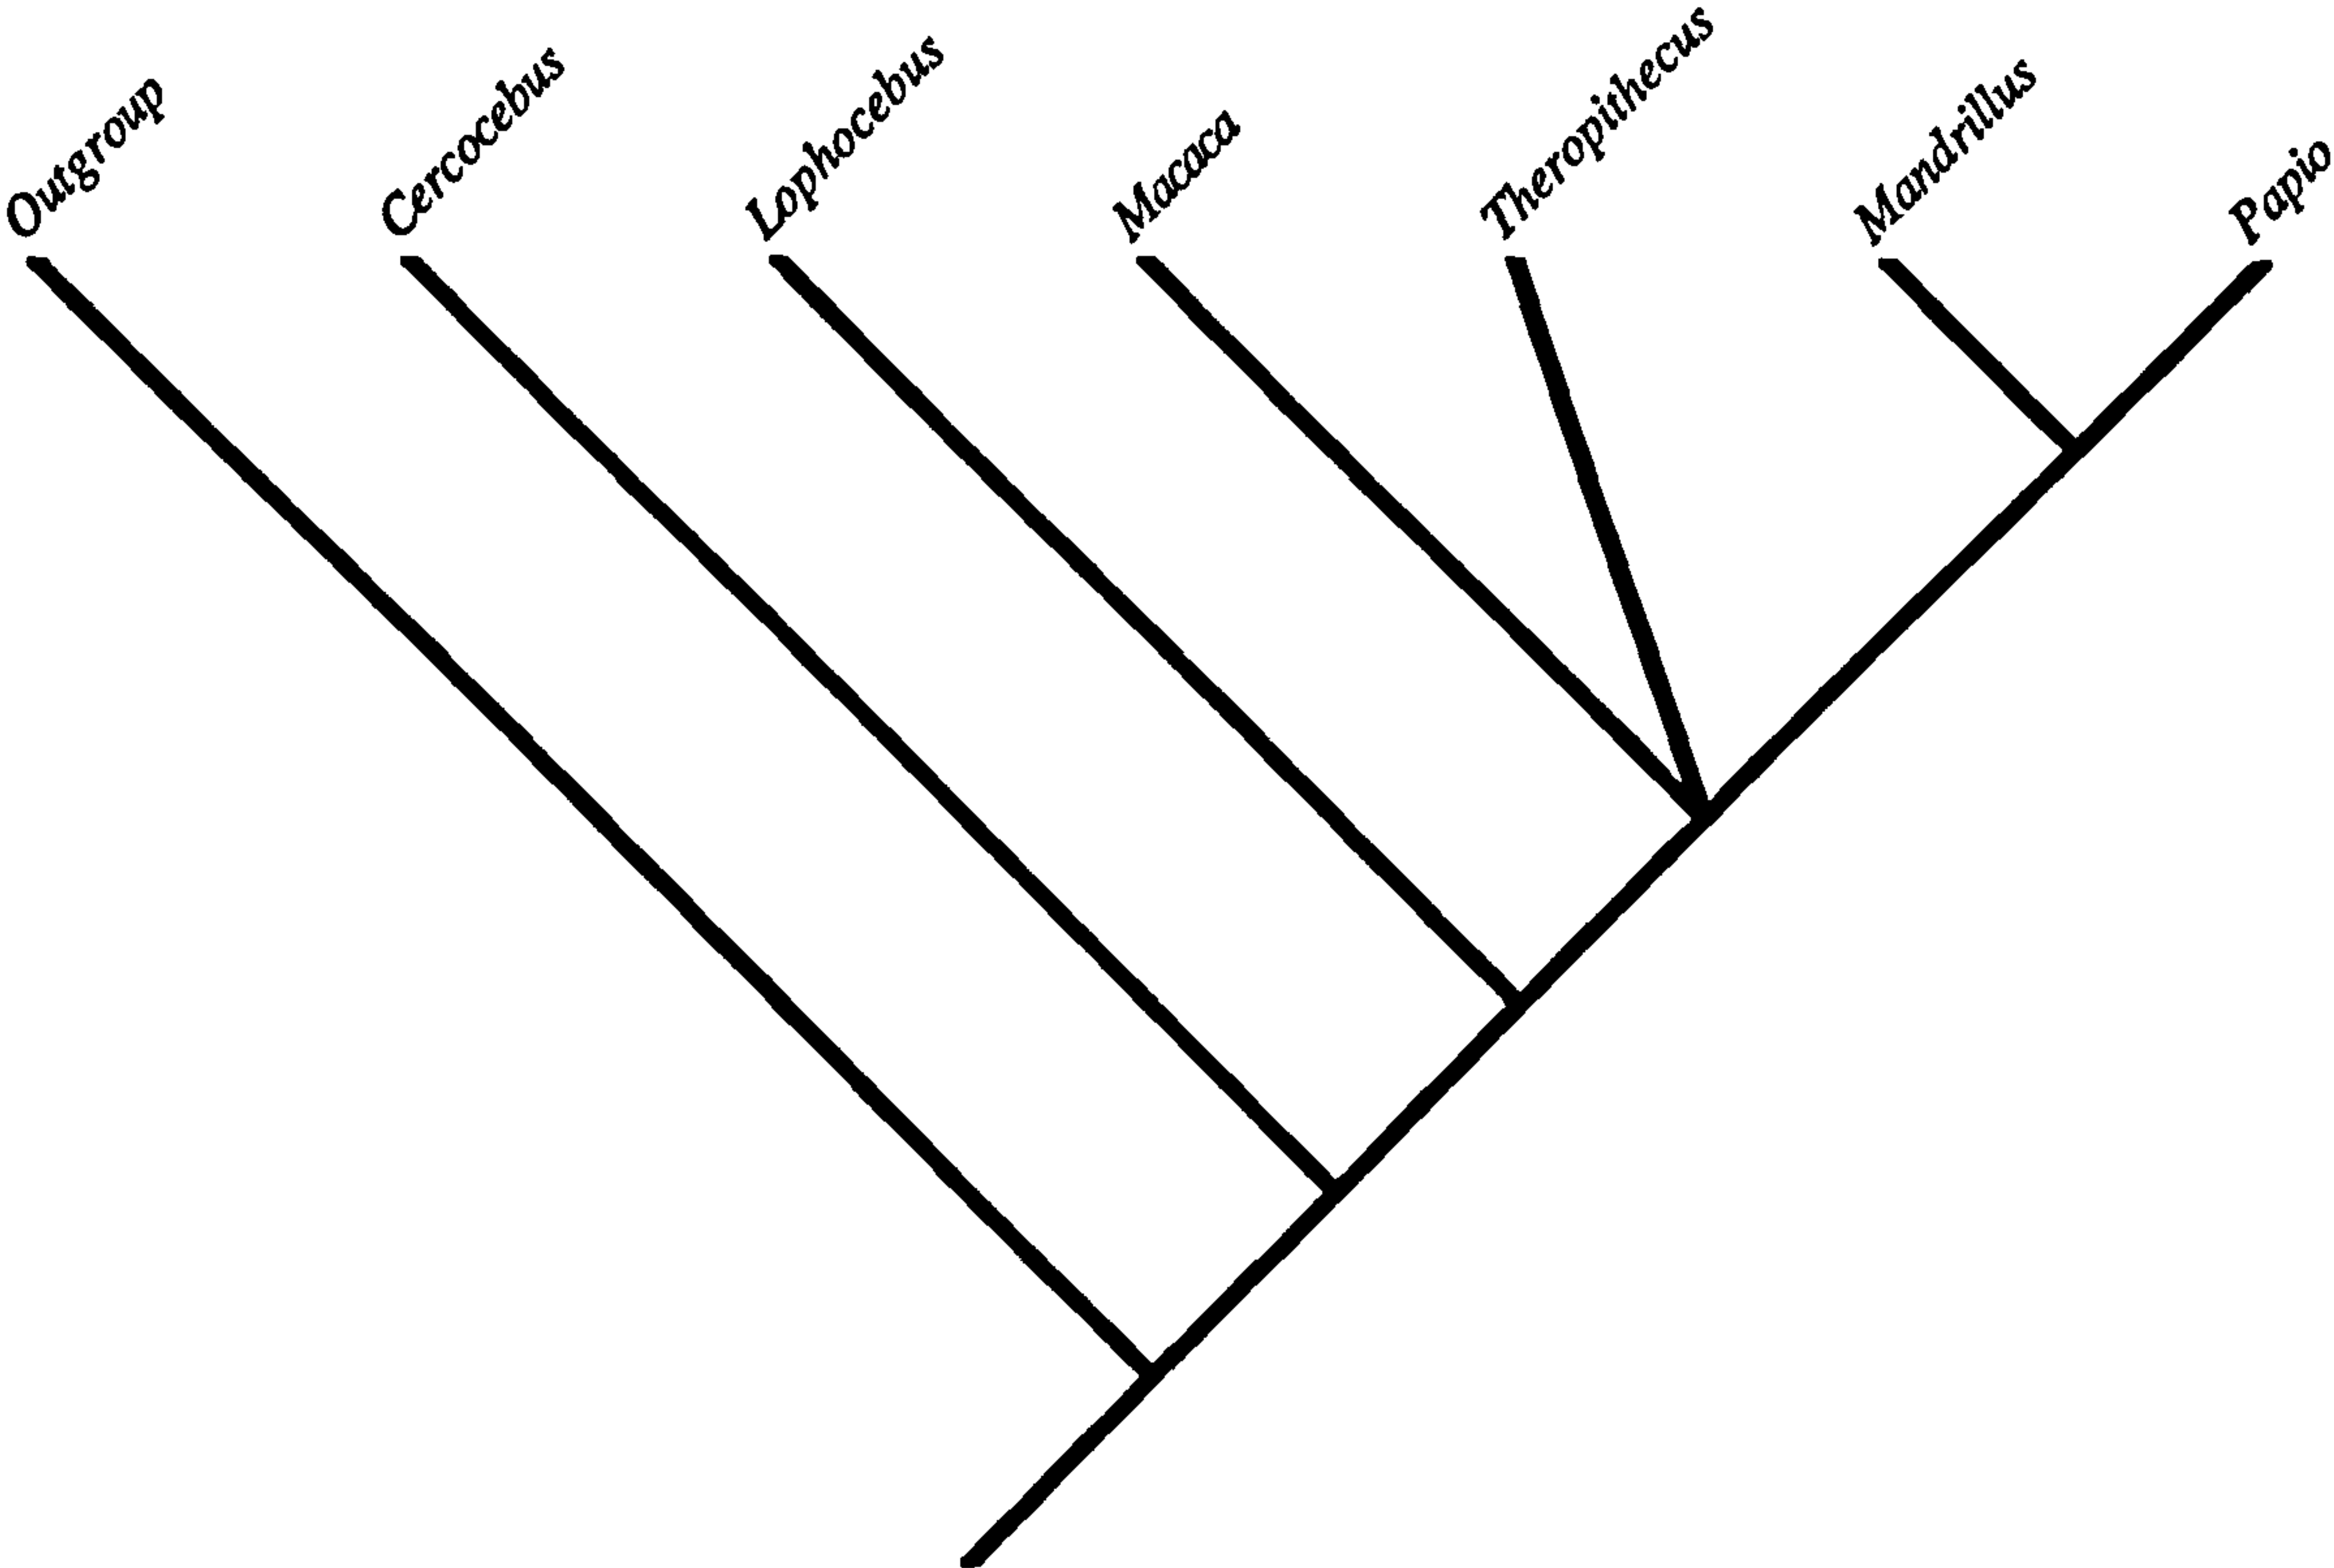 Outgroup
Cercocebus
Lophocebus
Macaca
Theropithecus
Mandrillus
Papio